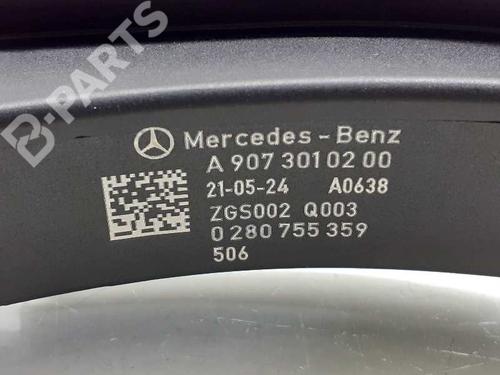 B-PARTS
Mercedes-Benz
A 907 301 02 00
21-05-24 A0638
ZGS002 Q003
0 280 755 359
506